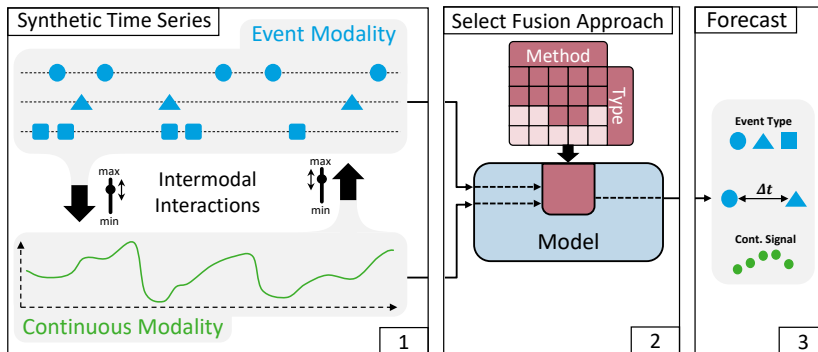 Synthetic Time Series
Event Modality
max
min
Intermodal
Interactions
max
min
Continuous Modality
1
Select Fusion Approach
Method
Type
Model
2
Forecast
Event Type
Δt
Cont. Signal
3